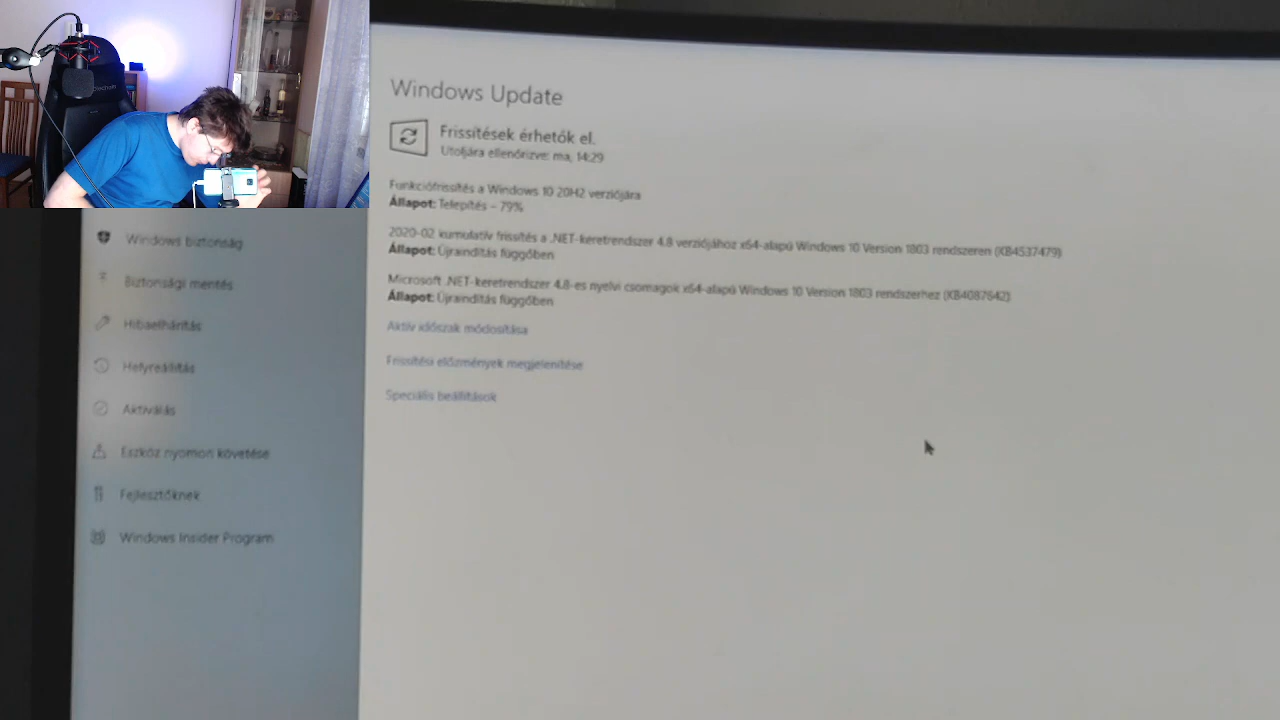 Windows Update
Frissítések érhetők el.
Utoljára ellenőrizve: ma, 14:29
Funkciófrissítés a Windows 10 20H2 verziójára
Állapot: Telepítés – 79%
2020-02 kumulatív frissítés a .NET-keretrendszer 4.8 verziójához x64-alapú Windows 10 Version 1803 rendszeren (KB4537479)
Állapot: Újraindítás függőben
Microsoft .NET-keretrendszer 4.8-es nyelvi csomagok x64-alapú Windows 10 Version 1803 rendszerhez (KB4087642)
Állapot: Újraindítás függőben
Aktív időszak módosítása
Frissítési előzmények megjelenítése
Speciális beállítások
Windows biztonság
Biztonsági mentés
Hibaelhárítás
Helyreállítás
Aktiválás
Eszköz nyomon követése
Fejlesztőknek
Windows Insider Program